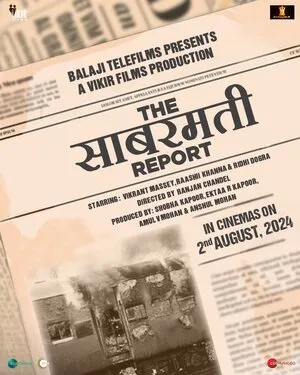 BALAJI TELEFILMS PRESENTS
A VIKIR FILMS PRODUCTION
THE
साबरमती
REPORT
STARRING : VIKRANT MASSEY, RAASHII KHANNA & RIDHI DOGRA
DIRECTED BY RANJAN CHANDEL
PRODUCED BY: SHOBHA KAPOOR, EKTAA R KAPOOR,
AMUL V MOHAN & ANSHUL MOHAN
IN CINEMAS ON
2nd AUGUST, 2024